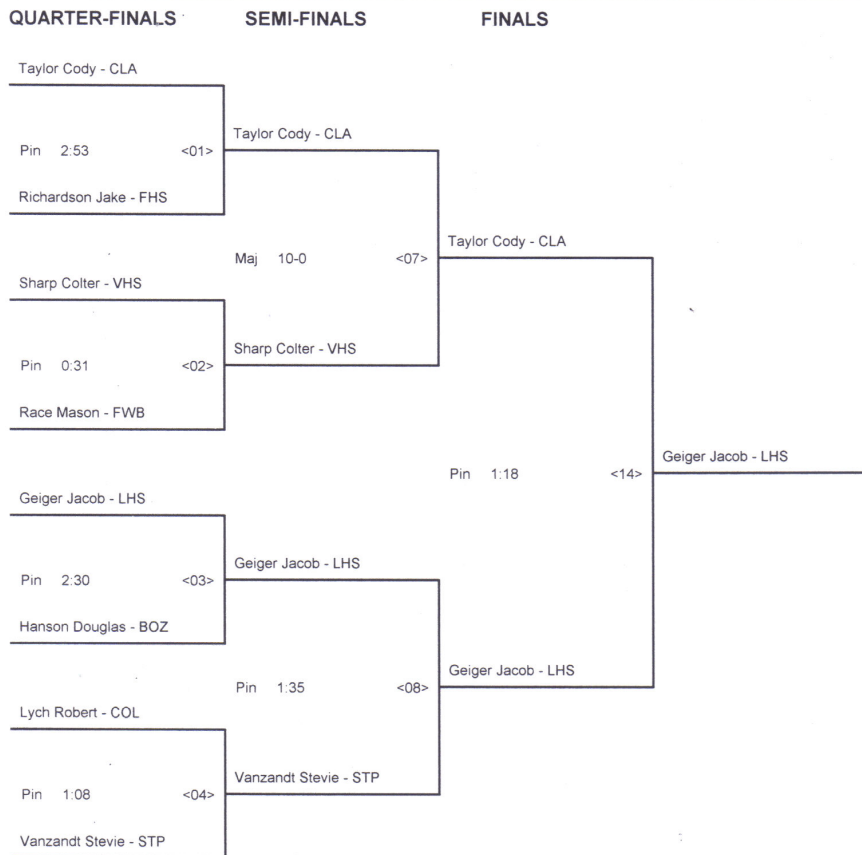 QUARTER-FINALS SEMI-FINALS FINALS
Taylor Cody - CLA
Taylor Cody - CLA
Pin 2:53 <01>
Richardson Jake - FHS
Taylor Cody - CLA
Maj 10-0 <07>
Sharp Colter - VHS
Sharp Colter - VHS
Pin 0:31 <02>
Race Mason - FWB
Geiger Jacob - LHS
Pin 1:18 <14>
Geiger Jacob - LHS
Geiger Jacob - LHS
Pin 2:30 <03>
Hanson Douglas - BOZ
Geiger Jacob - LHS
Pin 1:35 <08>
Lych Robert - COL
Vanzandt Stevie - STP
Pin 1:08 <04>
Vanzandt Stevie - STP